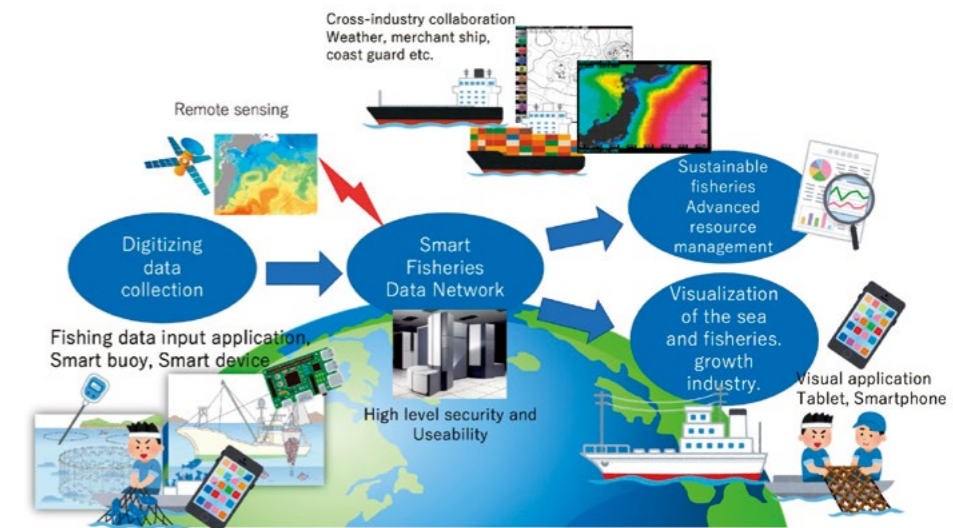 Cross-industry collaboration
Weather, merchant ship,
coast guard etc.
Remote sensing
Digitizing
data
collection
Smart
Fisheries
Data Network
Sustainable
fisheries
Advanced
resource
management
Visualization
of the sea
and fisheries.
growth
industry.
Fishing data input application,
Smart buoy, Smart device
High level security and
Useability
Visual application
Tablet, Smartphone